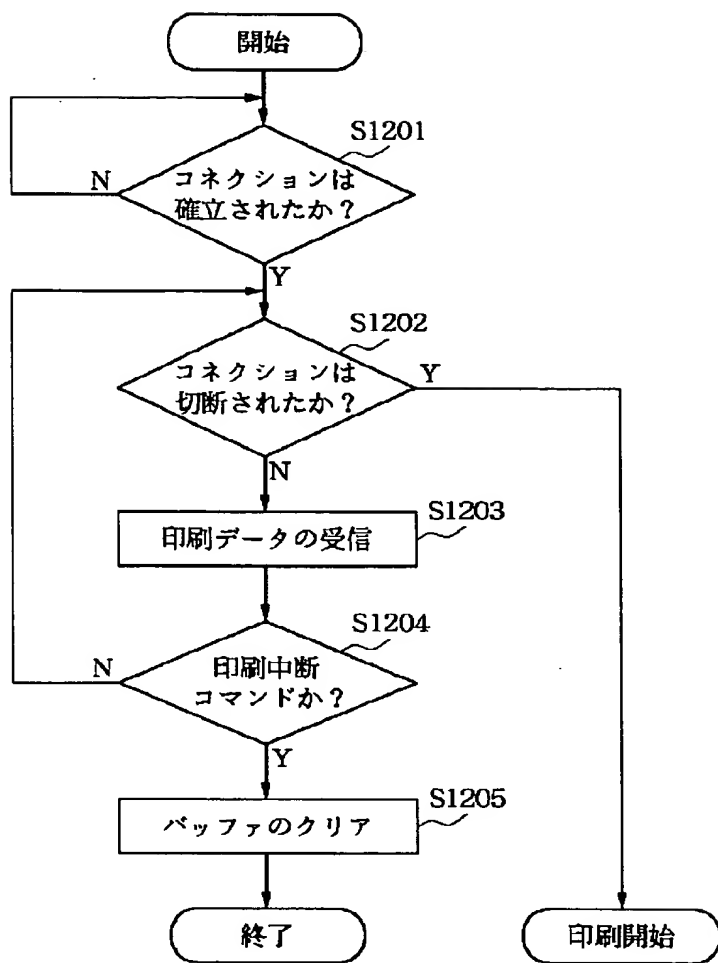 開始
S1201
コネクションは
確立されたか？
N
Y
S1202
コネクションは
切断されたか？
Y
N
S1203
印刷データの受信
S1204
印刷中断
コマンドか？
N
Y
S1205
バッファのクリア
終了
印刷開始